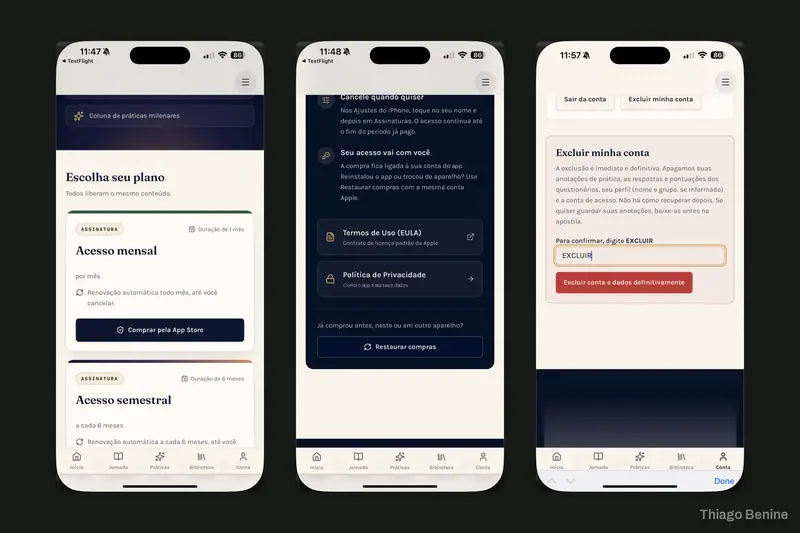 11:47
86
TestFlight
Coluna de práticas milenares
Escolha seu plano
Todos liberam o mesmo conteúdo.
ASSINATURA
Duração de 1 mês
Acesso mensal
por mês
Renovação automática todo mês, até você
cancelar.
Comprar pela App Store
ASSINATURA
Duração de 6 meses
Acesso semestral
a cada 6 meses
Renovação automática a cada 6 meses, até você
Início
Jornada
Práticas
Biblioteca
Conta
11:48
86
TestFlight
Cancele quando quiser
Nos Ajustes do iPhone, toque no seu nome e
depois em Assinaturas. O acesso continua até
o fim do período já pago.
Seu acesso vai com você
A compra fica ligada à sua conta do app.
Reinstalou o app ou trocou de aparelho? Use
Restaurar compras com a mesma conta
Apple.
Termos de Uso (EULA)
Contrato de licença padrão da Apple
Política de Privacidade
Como o app usa seus dados
Já comprou antes, neste ou em outro aparelho?
Restaurar compras
Início
Jornada
Práticas
Biblioteca
Conta
11:57
86
Sair da conta
Excluir minha conta
Excluir minha conta
A exclusão é imediata e definitiva. Apagamos suas
anotações de prática, as respostas e pontuações dos
questionários, seu perfil (nome e grupo, se informado)
e a conta de acesso. Não há como recuperar depois. Se
quiser guardar suas anotações, baixe-as antes na
apostila.
Para confirmar, digite EXCLUIR
EXCLUIR
Excluir conta e dados definitivamente
Início
Jornada
Práticas
Biblioteca
Conta
Done
Thiago Benine